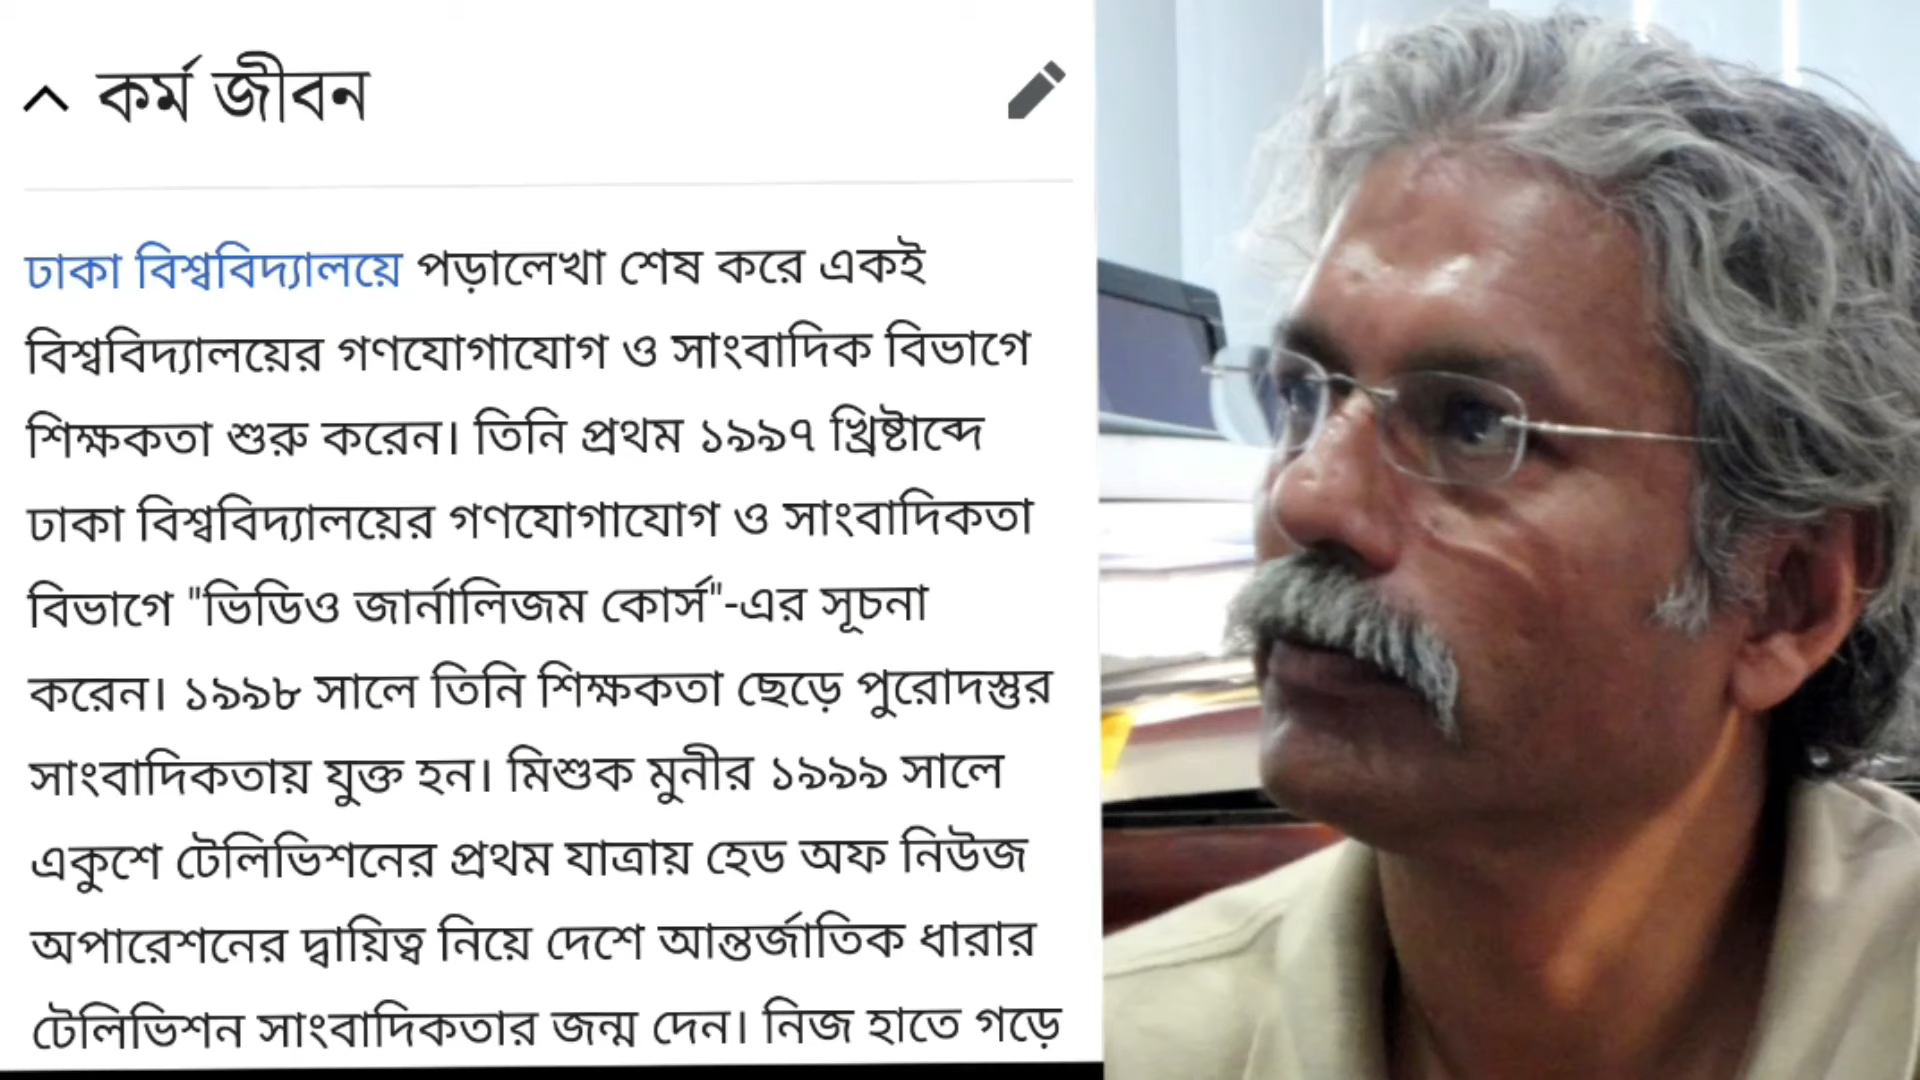 কর্ম জীবন
ঢাকা বিশ্ববিদ্যালয়ে পড়ালেখা শেষ করে একই
বিশ্ববিদ্যালয়ের গণযোগাযোগ ও সাংবাদিক বিভাগে
শিক্ষকতা শুরু করেন। তিনি প্রথম ১৯৯৭ খ্রিষ্টাব্দে
ঢাকা বিশ্ববিদ্যালয়ের গণযোগাযোগ ও সাংবাদিকতা
বিভাগে "ভিডিও জার্নালিজম কোর্স"-এর সূচনা
করেন। ১৯৯৮ সালে তিনি শিক্ষকতা ছেড়ে পুরোদস্তুর
সাংবাদিকতায় যুক্ত হন। মিশুক মুনীর ১৯৯৯ সালে
একুশে টেলিভিশনের প্রথম যাত্রায় হেড অফ নিউজ
অপারেশনের দ্বায়িত্ব নিয়ে দেশে আন্তর্জাতিক ধারার
টেলিভিশন সাংবাদিকতার জন্ম দেন। নিজ হাতে গড়ে